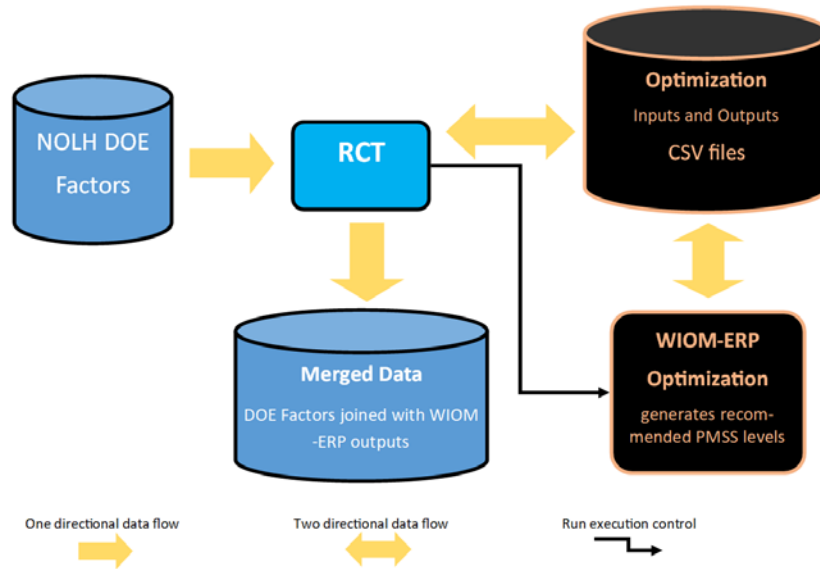 NOLH DOE
Factors
RCT
Optimization
Inputs and Outputs
CSV files
Merged Data
DOE Factors joined with WIOM
-ERP outputs
WIOM-ERP
Optimization
generates recom-
mended PMSS levels
One directional data flow
Two directional data flow
Run execution control